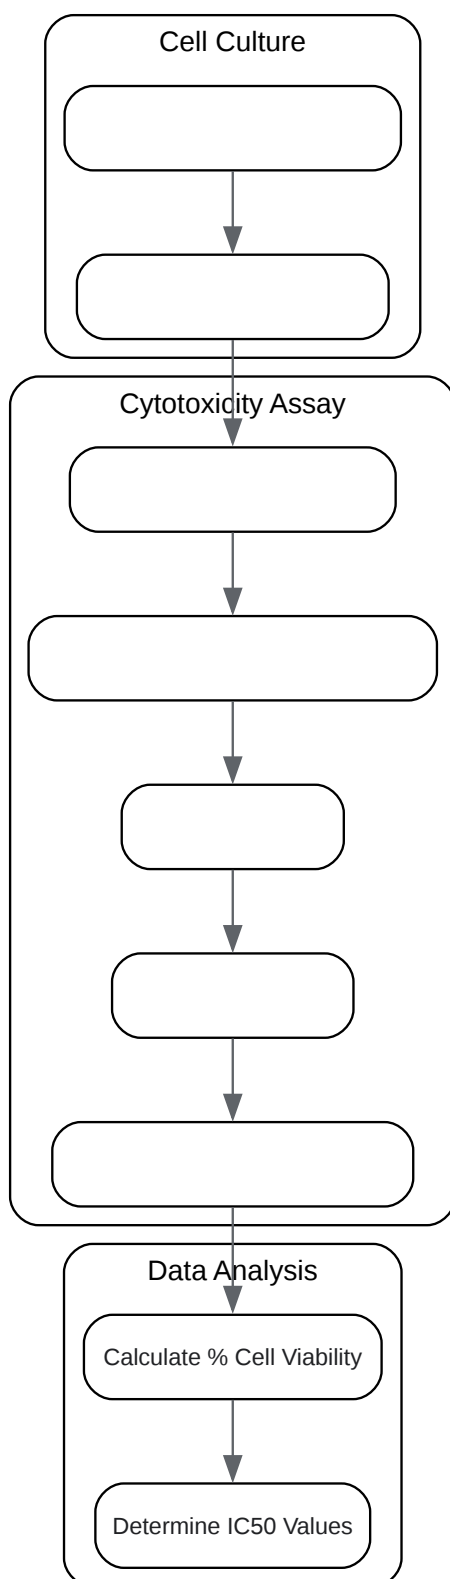 Cell Culture
Cytotoxicity Assay
Data Analysis
Calculate % Cell Viability
Determine IC50 Values